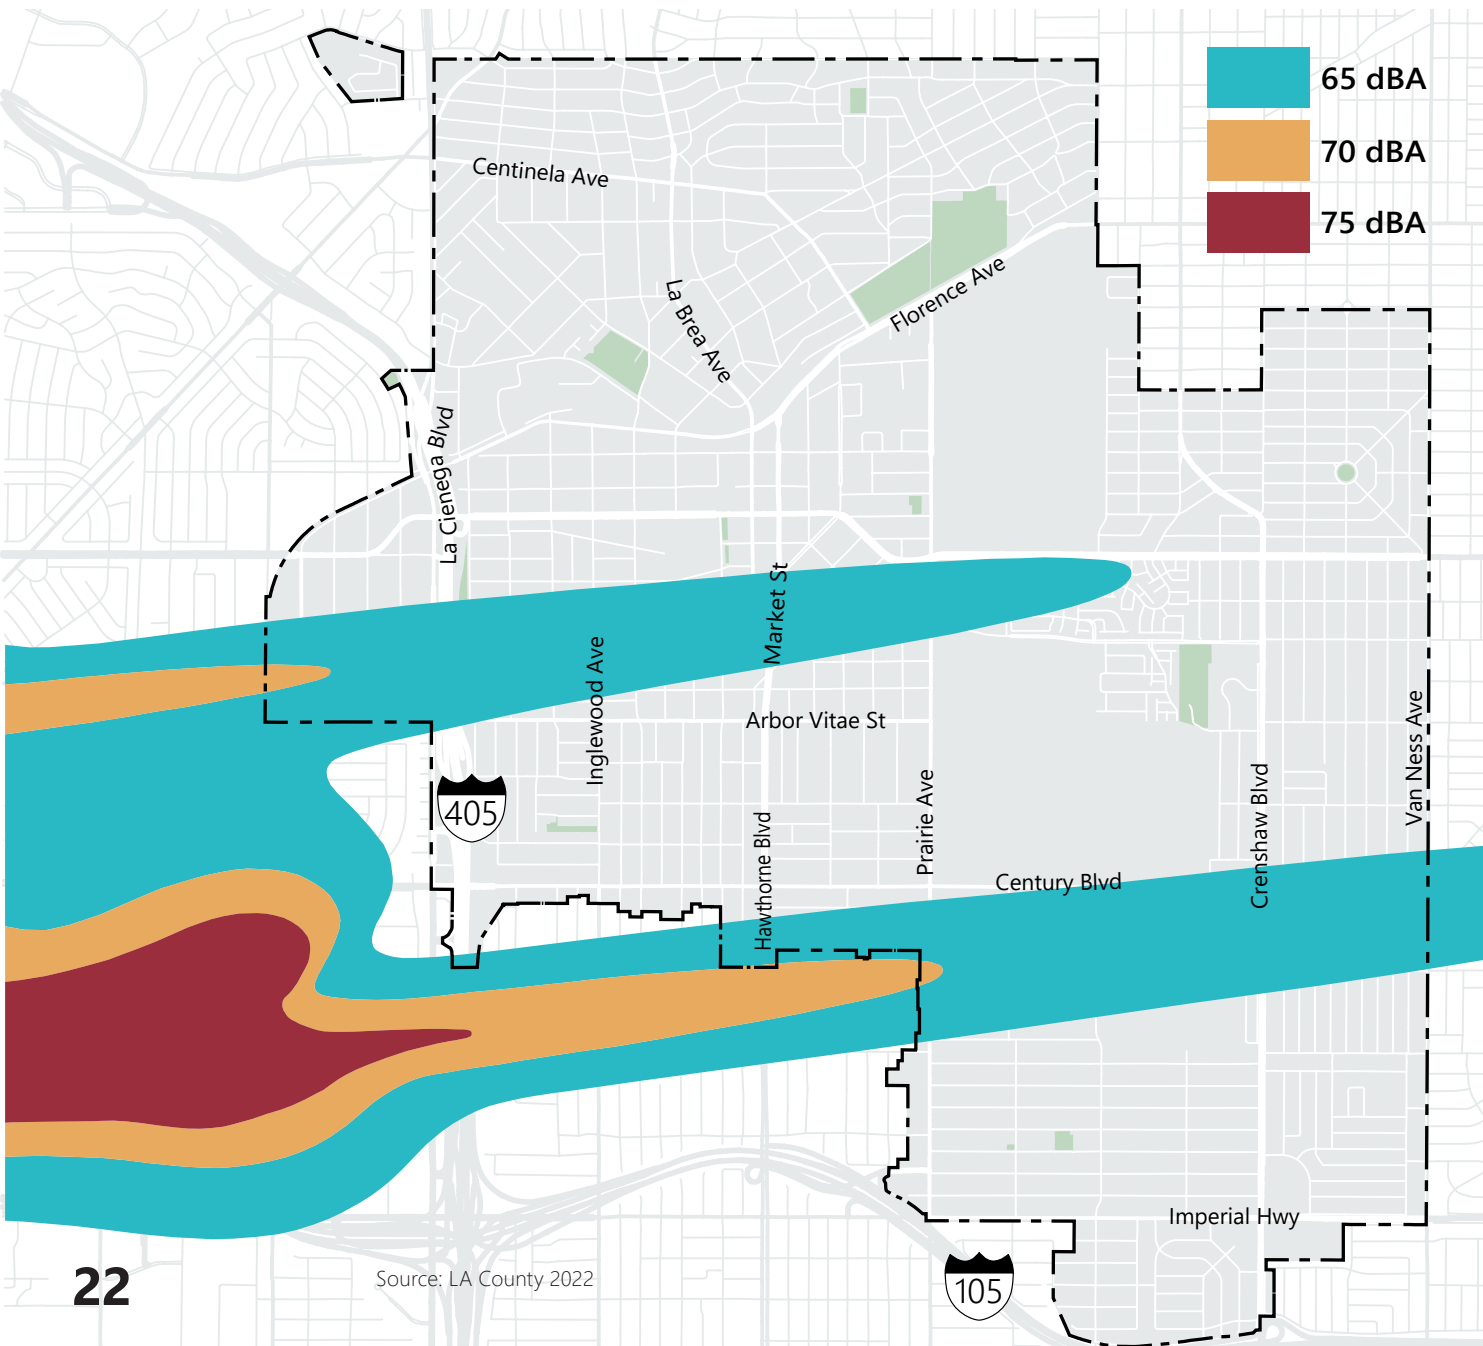 65 dBA
70 dBA
75 dBA
Centinela Ave
La Brea Ave
Florence Ave
La Cienega Blvd
Market St
Inglewood Ave
Arbor Vitae St
Van Ness Ave
405
Prairie Ave
Crenshaw Blvd
Hawthorne Blvd
Century Blvd
Imperial Hwy
105
22
Source: LA County 2022